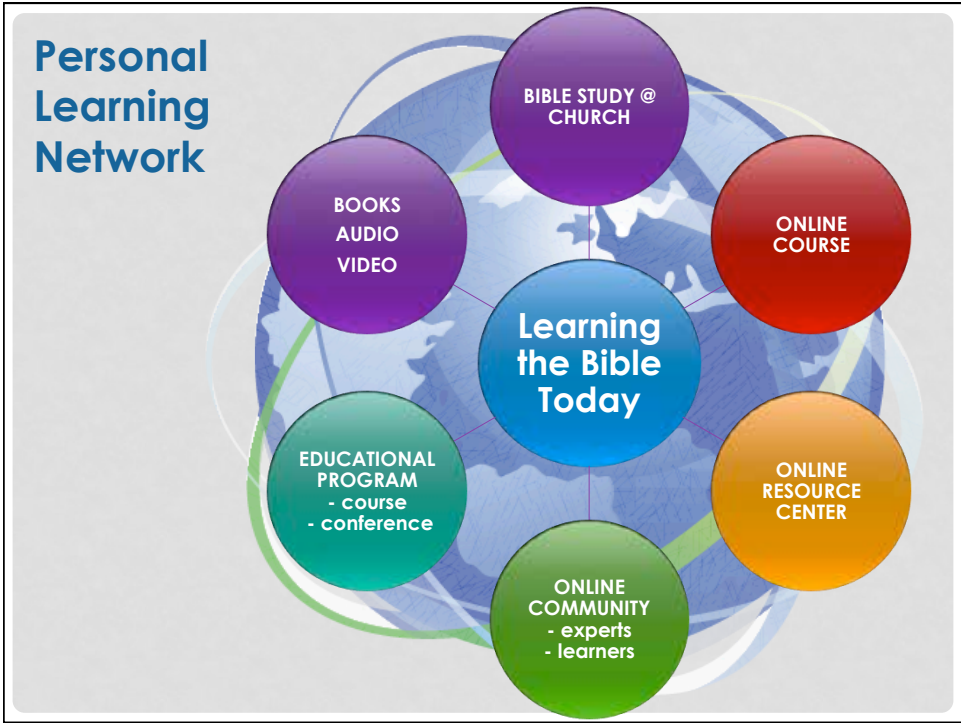 Personal
Learning
Network
BIBLE STUDY @
CHURCH
ONLINE
COURSE
ONLINE
RESOURCE
CENTER
ONLINE
COMMUNITY
- experts
- learners
EDUCATIONAL
PROGRAM
- course
- conference
BOOKS
AUDIO
VIDEO
Learning
the Bible
Today